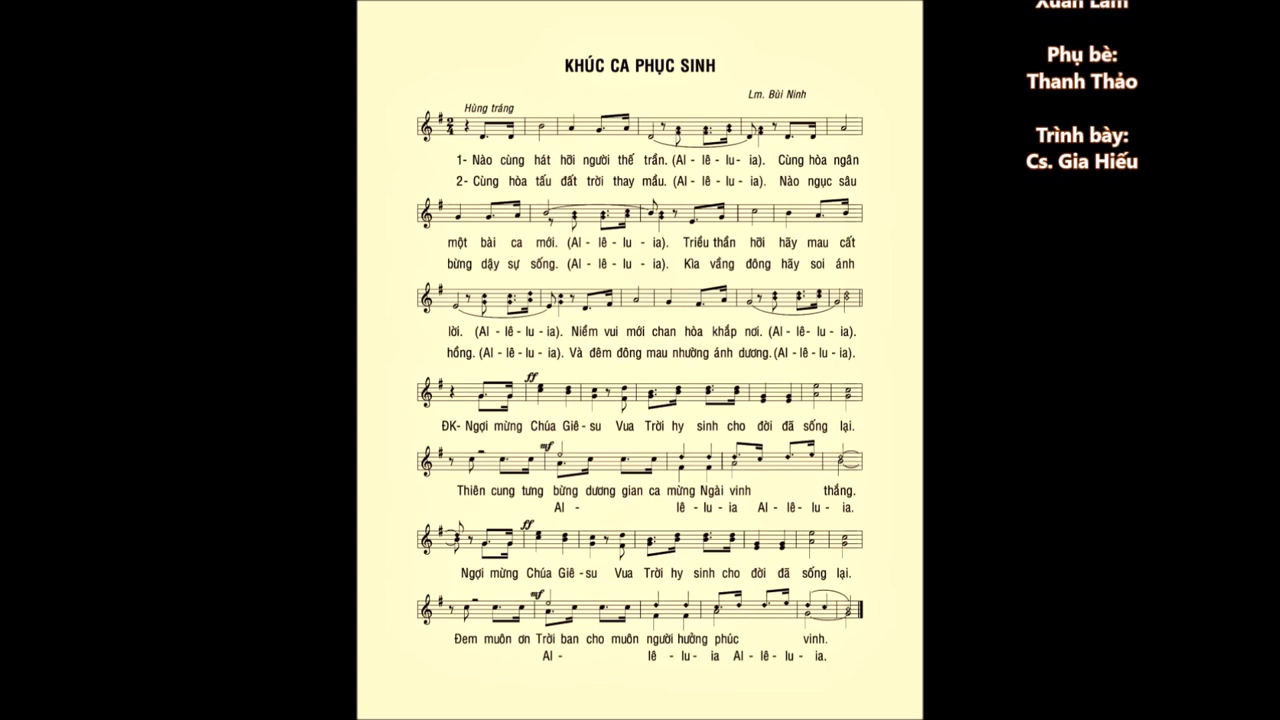 KHÚC CA PHỤC SINH
Lm. Bùi Ninh
Hùng tráng
1- Nào cùng hát hỡi người thế trần. (Al - lê - lu - ia). Cùng hòa ngân
2- Cùng hòa tấu đất trời thay mầu. (Al - lê - lu - ia). Nào ngục sâu
một bài ca mới. (Al - lê - lu - ia). Triều thần hỡi hãy mau cất
bừng dậy sự sống. (Al - lê - lu - ia). Kìa vầng đông hãy soi ánh
lời. (Al - lê - lu - ia). Niềm vui mới chan hòa khắp nơi. (Al - lê- lu- ia).
hồng. (Al - lê - lu - ia). Và đêm đông mau nhường ánh dương. (Al - lê - lu - ia).
ff
ĐK- Ngợi mừng Chúa Giê- su Vua Trời hy sinh cho đời đã sống lại.
mf
Thiên cung tưng bừng dương gian ca mừng Ngài vinh thắng.
Al - lê - lu - ia Al - lê- lu - ia.
ff
Ngợi mừng Chúa Giê - su Vua Trời hy sinh cho đời đã sống lại.
mf
Đem muôn ơn Trời ban cho muôn người hưởng phúc vinh.
Al - lê - lu- ia Al - lê - lu - ia.
Xuân Lam
Phụ bè:
Thanh Thảo
Trình bày:
Cs. Gia Hiếu